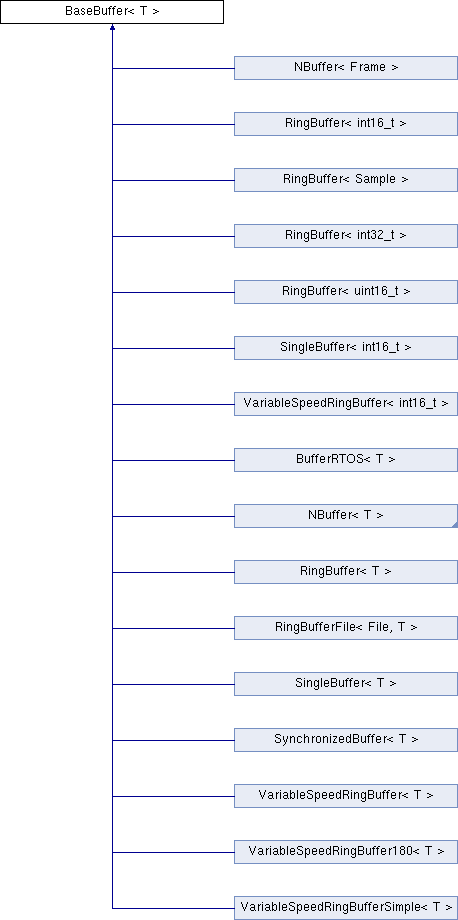 BaseBuffer< T >
NBuffer< Frame >
RingBuffer< int16_t >
RingBuffer< Sample >
RingBuffer< int32_t >
RingBuffer< uint16_t >
SingleBuffer< int16_t >
VariableSpeedRingBuffer< int16_t >
BufferRTOS< T >
NBuffer< T >
RingBuffer< T >
RingBufferFile< File, T >
SingleBuffer< T >
SynchronizedBuffer< T >
VariableSpeedRingBuffer< T >
VariableSpeedRingBuffer180< T >
VariableSpeedRingBufferSimple< T >